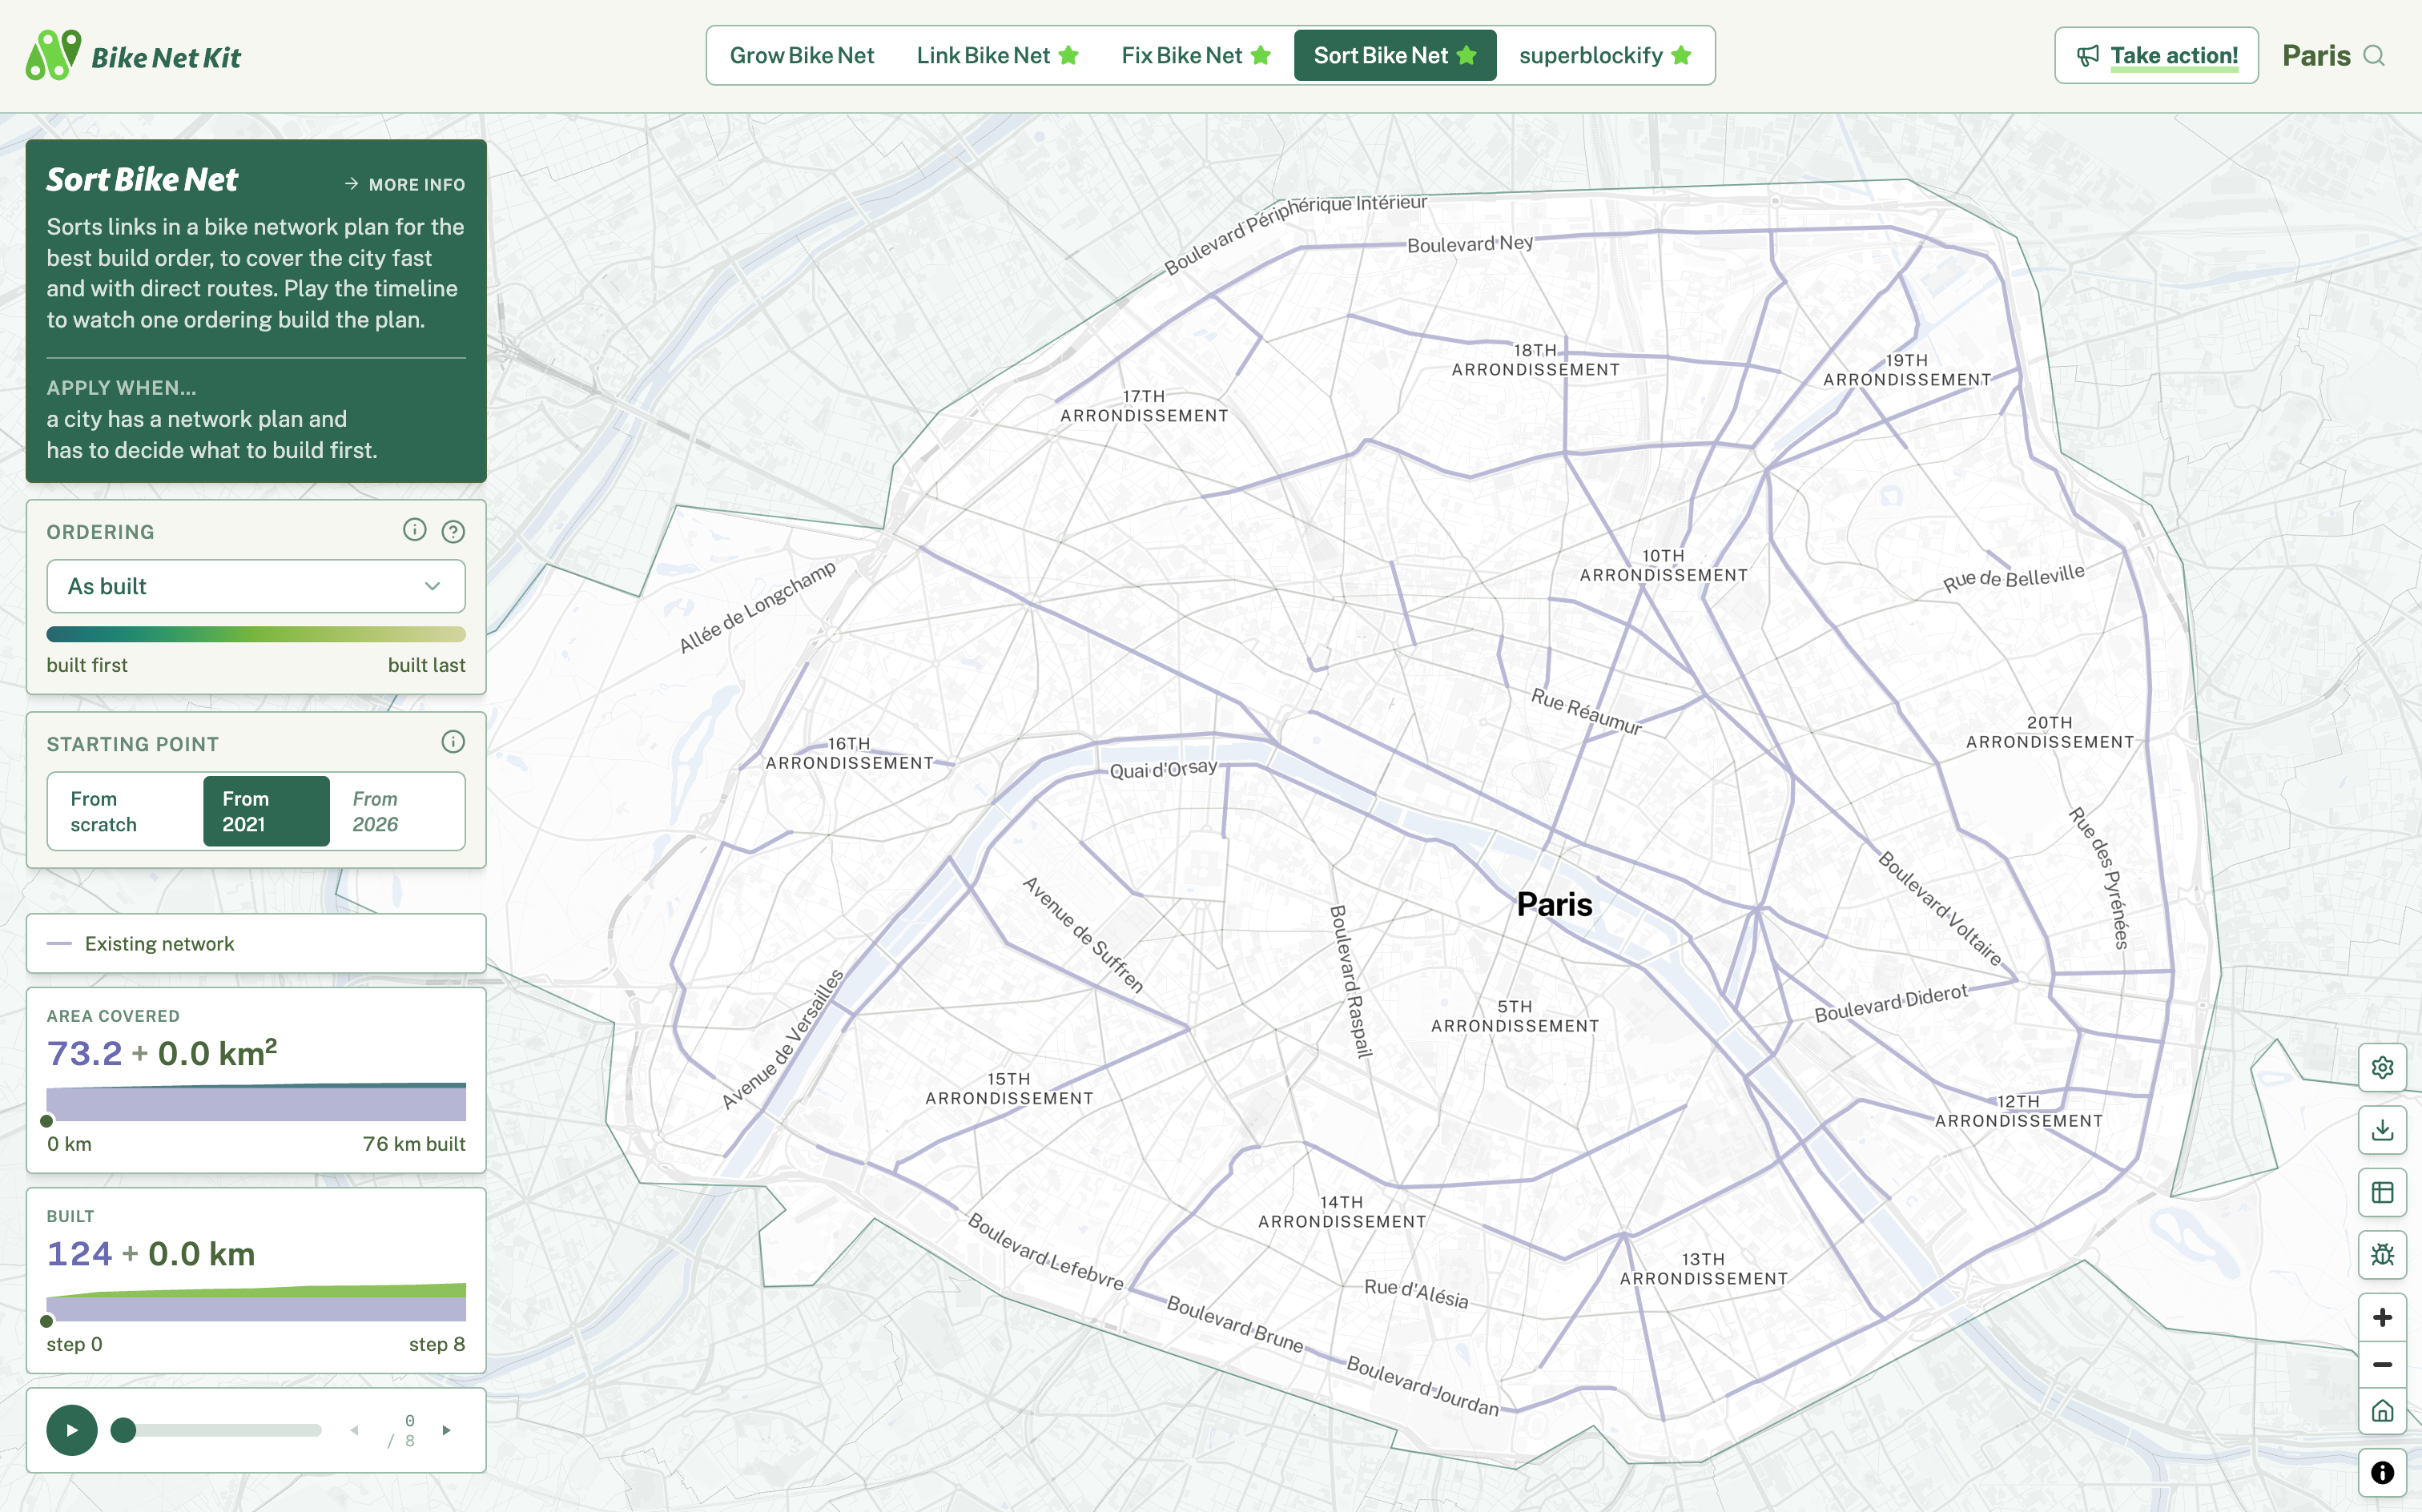 Bike Net Kit
Grow Bike Net
Link Bike Net
Fix Bike Net
Sort Bike Net
superblockify
Take action!
Paris
Sort Bike Net
MORE INFO
Sorts links in a bike network plan for the
best build order, to cover the city fast
and with direct routes. Play the timeline
to watch one ordering build the plan.
APPLY WHEN...
a city has a network plan and
has to decide what to build first.
ORDERING
As built
built first
built last
STARTING POINT
From
scratch
From
2021
From
2026
Existing network
AREA COVERED
73.2 + 0.0 km²
0 km
76 km built
BUILT
124 + 0.0 km
step 0
step 8
0
/ 8
Boulevard Périphérique Intérieur
Boulevard Ney
18TH
ARRONDISSEMENT
19TH
ARRONDISSEMENT
17TH
ARRONDISSEMENT
10TH
ARRONDISSEMENT
Rue de Belleville
Allée de Longchamp
Rue Réaumur
20TH
ARRONDISSEMENT
16TH
ARRONDISSEMENT
Quai d'Orsay
Rue des Pyrénées
Boulevard Voltaire
Avenue de Suffren
Paris
Boulevard Raspail
Boulevard Diderot
Avenue de Versailles
5TH
ARRONDISSEMENT
15TH
ARRONDISSEMENT
12TH
ARRONDISSEMENT
14TH
ARRONDISSEMENT
Boulevard Lefebvre
13TH
ARRONDISSEMENT
Rue d'Alésia
Boulevard Brune
Boulevard Jourdan